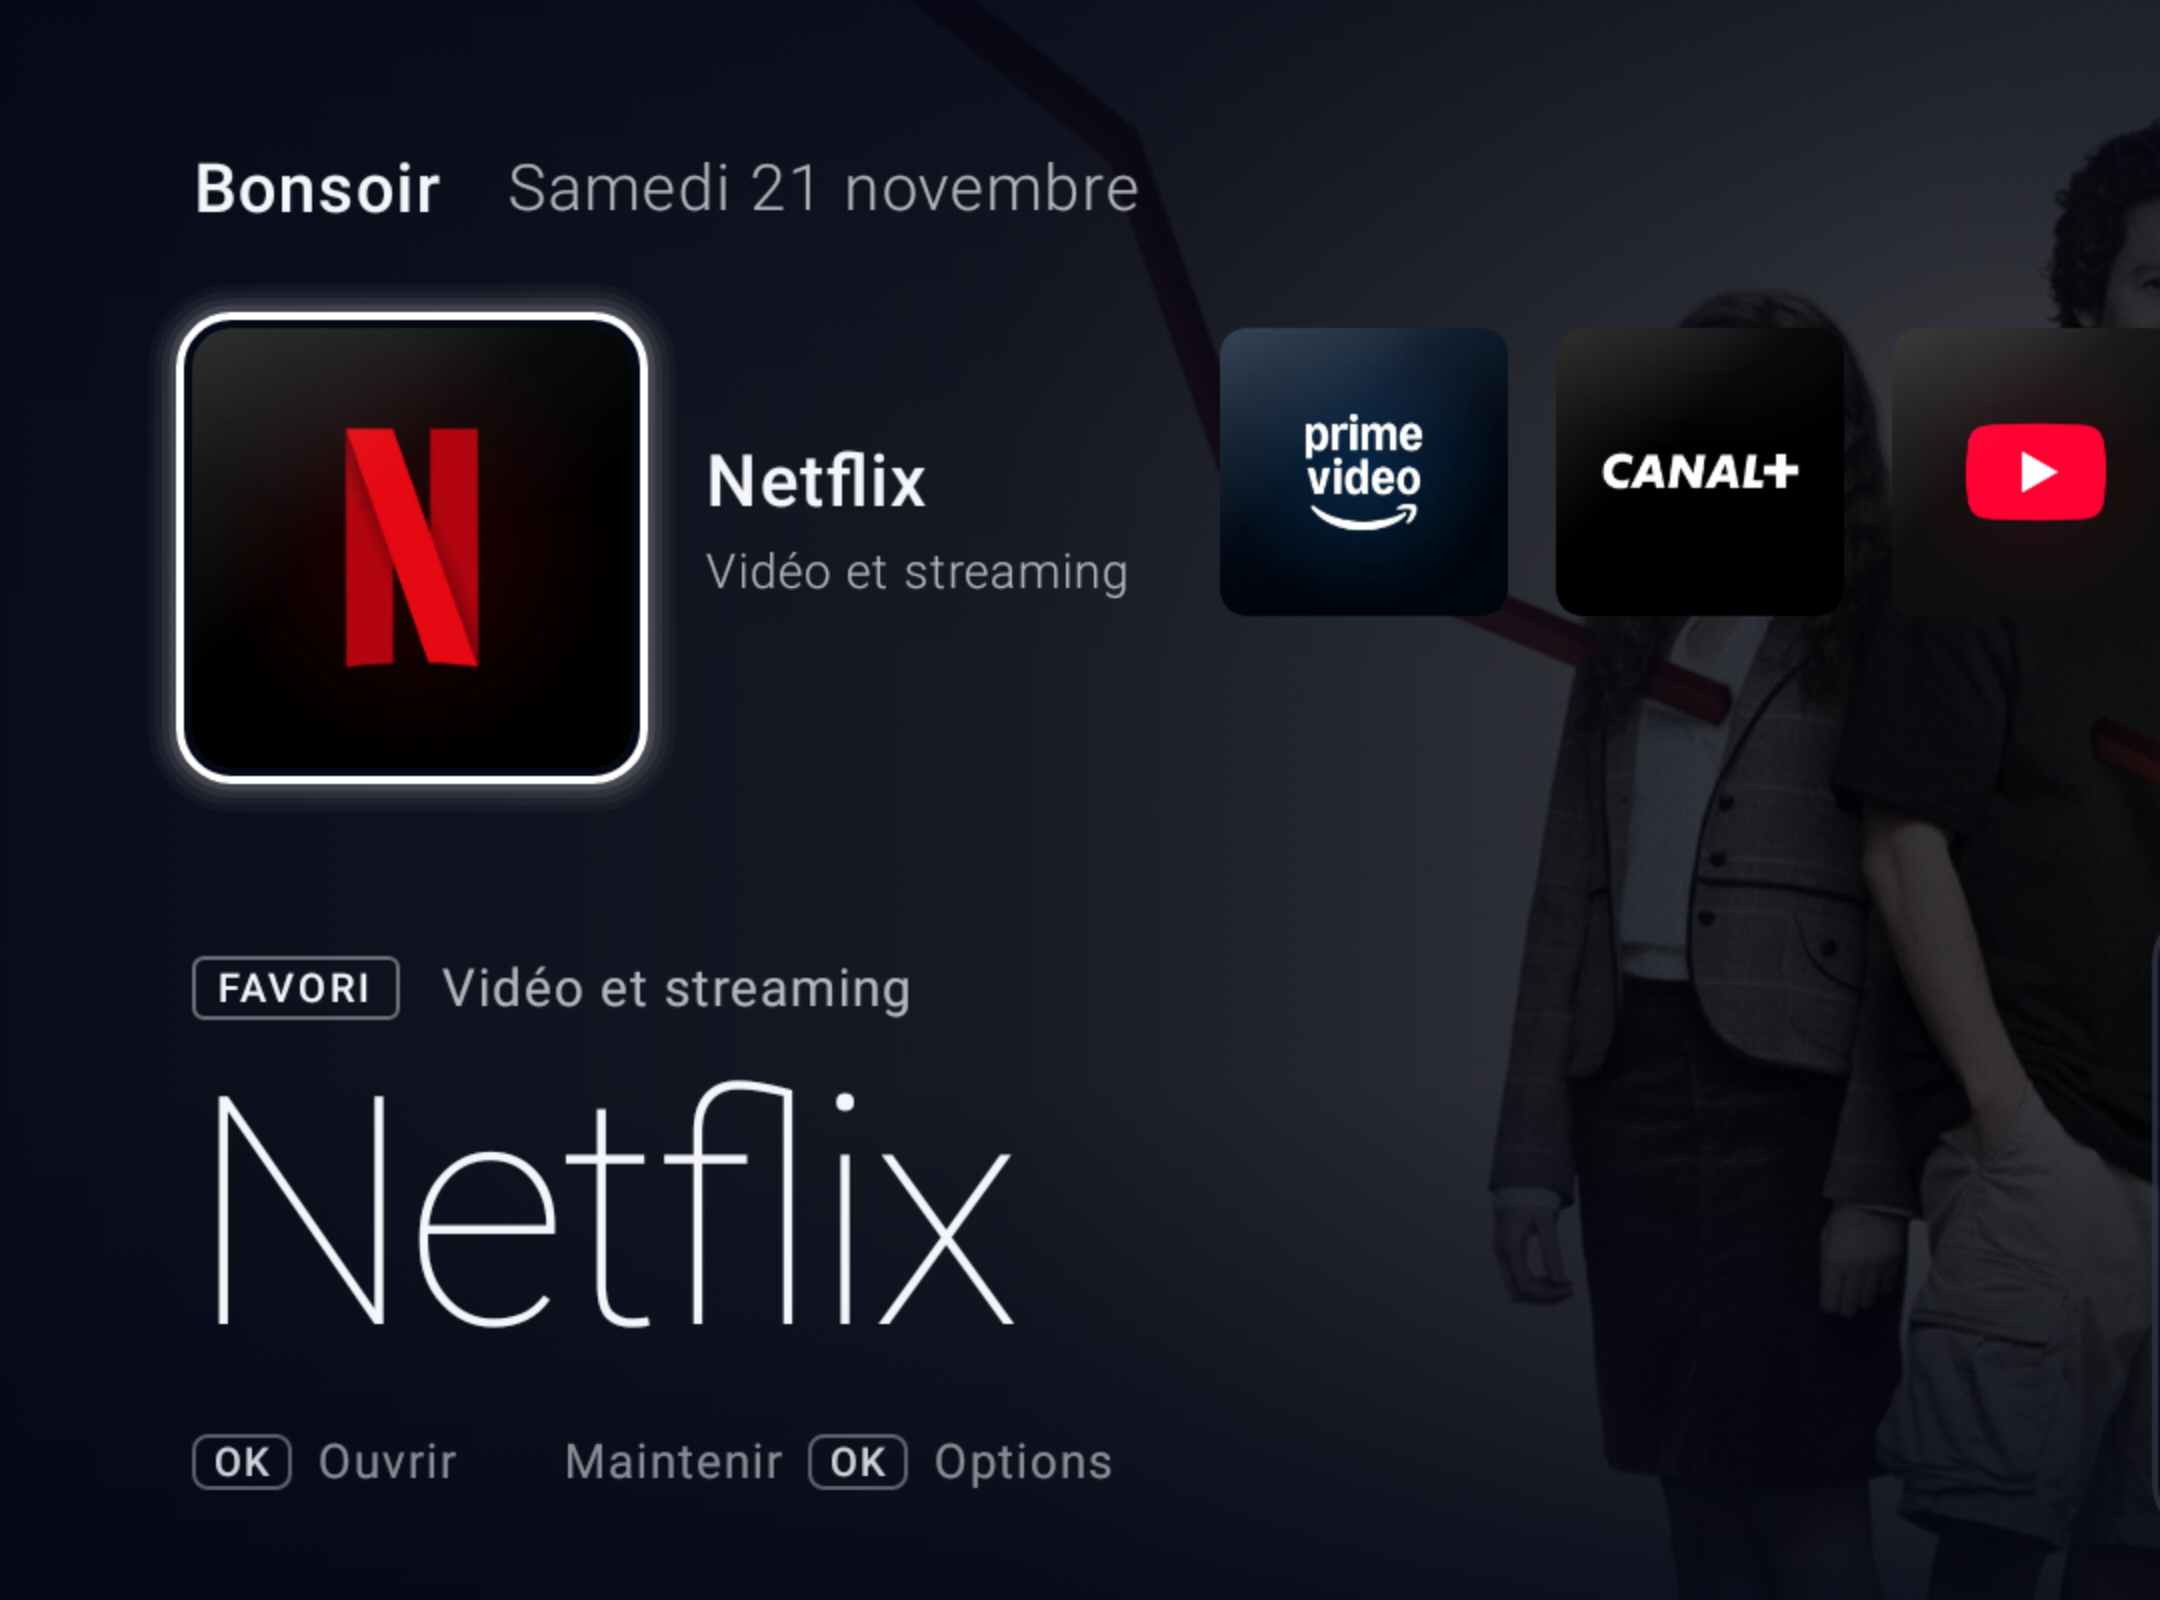 Bonsoir Samedi 21 novembre
Netflix
Vidéo et streaming
prime
video
CANAL+
FAVORI Vidéo et streaming
Netflix
OK Ouvrir Maintenir OK Options